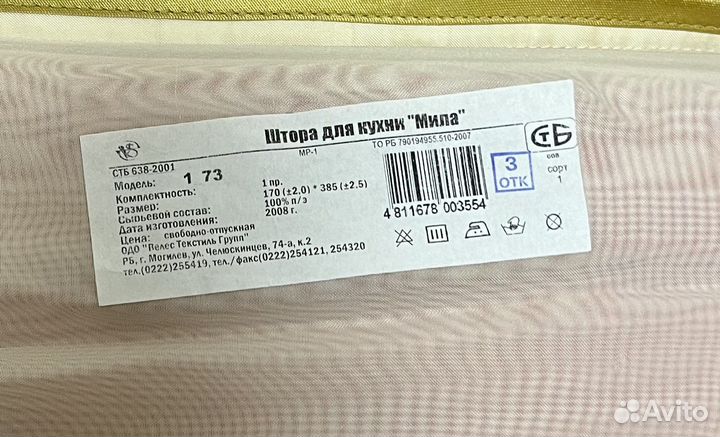 Штора для кухни "Мила"
МР-1
ТО РБ 790194955.510-2007
СТБ 638-2001
Модель: 1 73
Комплектность: 1 пр.
Размер: 170 (±2.0) * 385 (±2.5)
Сырьевой состав: 100% п/э
Дата изготовления: 2008 г.
Цена: свободно-отпускная
ОДО "Велес Текстиль Групп"
РБ, г. Могилев, ул. Челюскинцев, 74-а, к.2
тел.(0222)255419, тел./факс(0222)254121, 254320
4 811678 003554
3
ОТК
СТБ
сорт
1
Avito